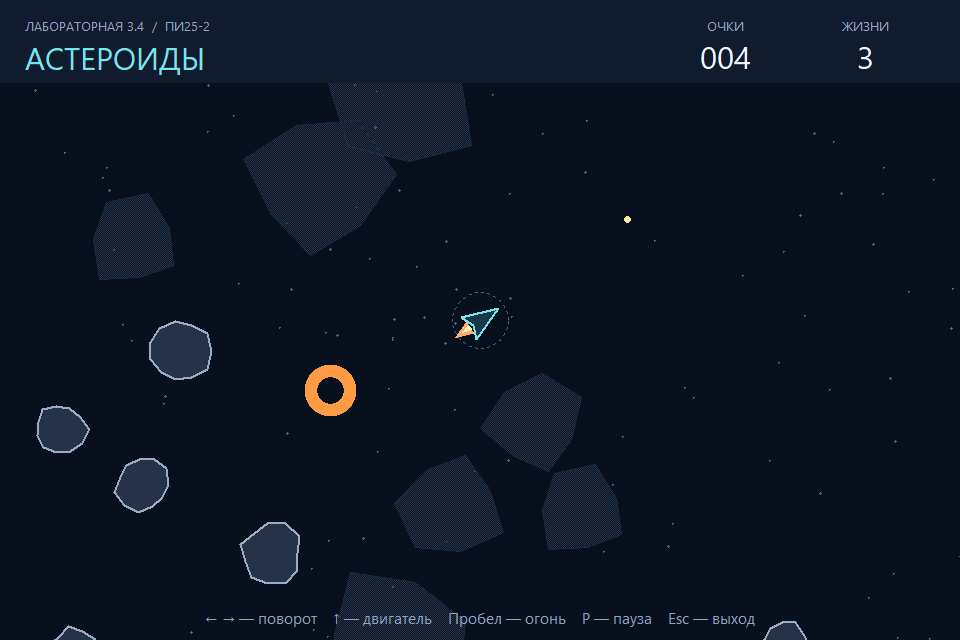 ЛАБОРАТОРНАЯ 3.4 / ПИ25-2
АСТЕРОИДЫ
ОЧКИ
004
ЖИЗНИ
3
← → — поворот ↑ — двигатель Пробел — огонь P — пауза Esc — выход